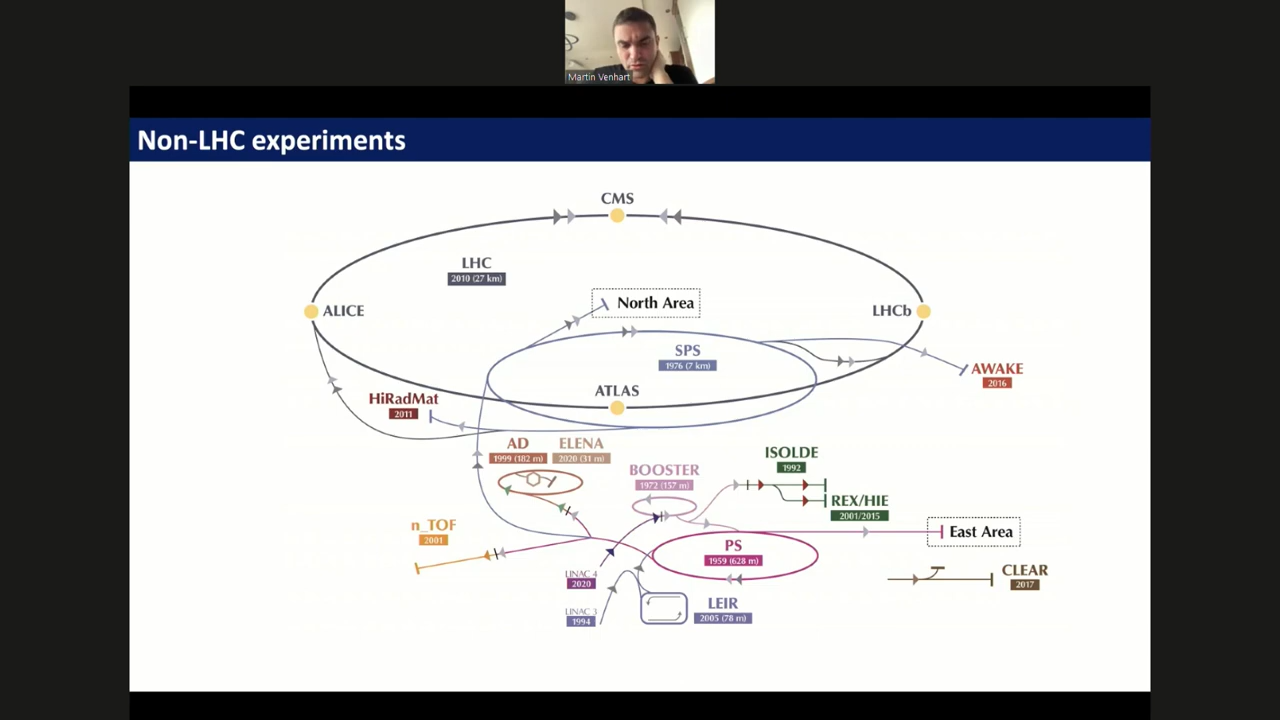 Martin Venhart
Non-LHC experiments
CMS
LHC
2010 (27 km)
North Area
ALICE
LHCb
SPS
1976 (7 km)
AWAKE
2016
ATLAS
HiRadMat
2011
AD
1999 (182 m)
ELENA
2020 (31 m)
ISOLDE
1992
BOOSTER
1972 (157 m)
REX/HIE
2001/2015
n_TOF
2001
East Area
PS
1959 (628 m)
LINAC 4
2020
CLEAR
2017
LINAC 3
1994
LEIR
2005 (78 m)